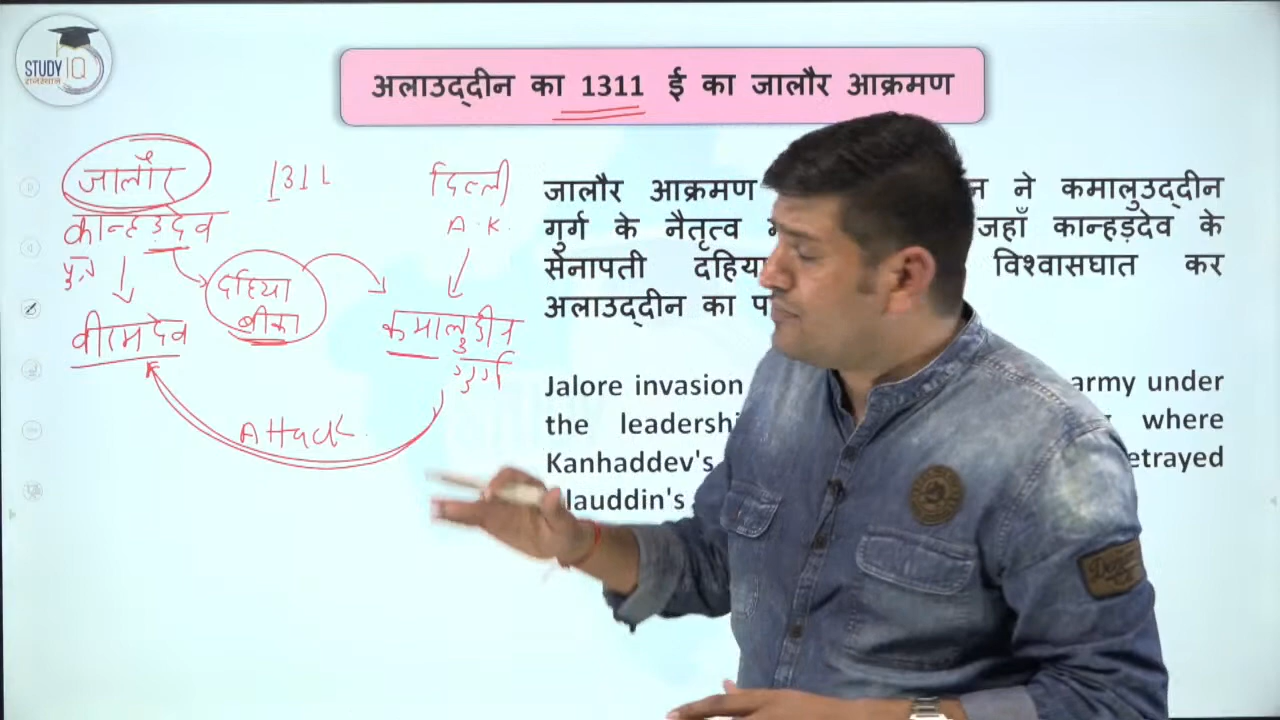 STUDY IQ
राजस्थान
अलाउद्दीन का 1311 ई का जालौर आक्रमण
जालौर 1311 दिल्ली
कान्हड़देव A.K.
पुत्र
दहिया
बीका
वीरमदेव
कमालुद्दीन
गुर्ग
Attack
जालौर आक्रमण न ने कमालुउद्दीन
गुर्ग के नैतृत्व जहाँ कान्हड़देव के
सेनापती दहिया विश्वासघात कर
अलाउद्दीन का प
Jalore invasion army under
the leadershi where
Kanhaddev's etrayed
lauddin's